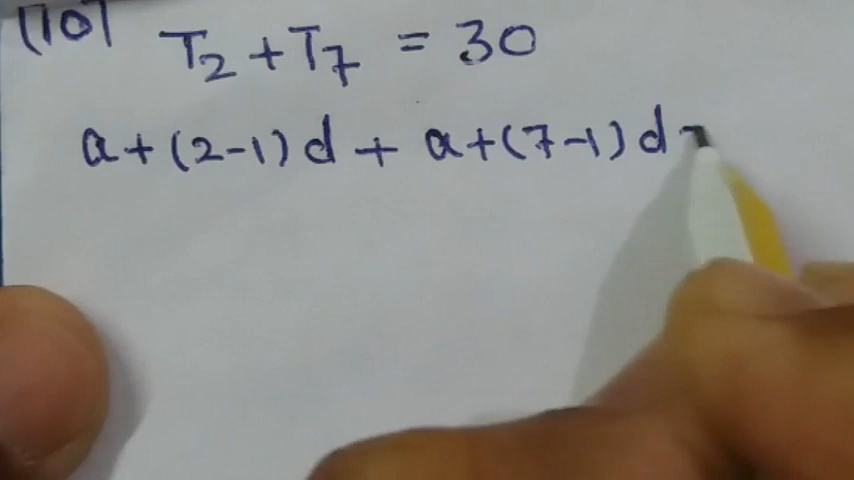 (10) T₂ + T₇ = 30
a + (2-1) d + a + (7-1) d